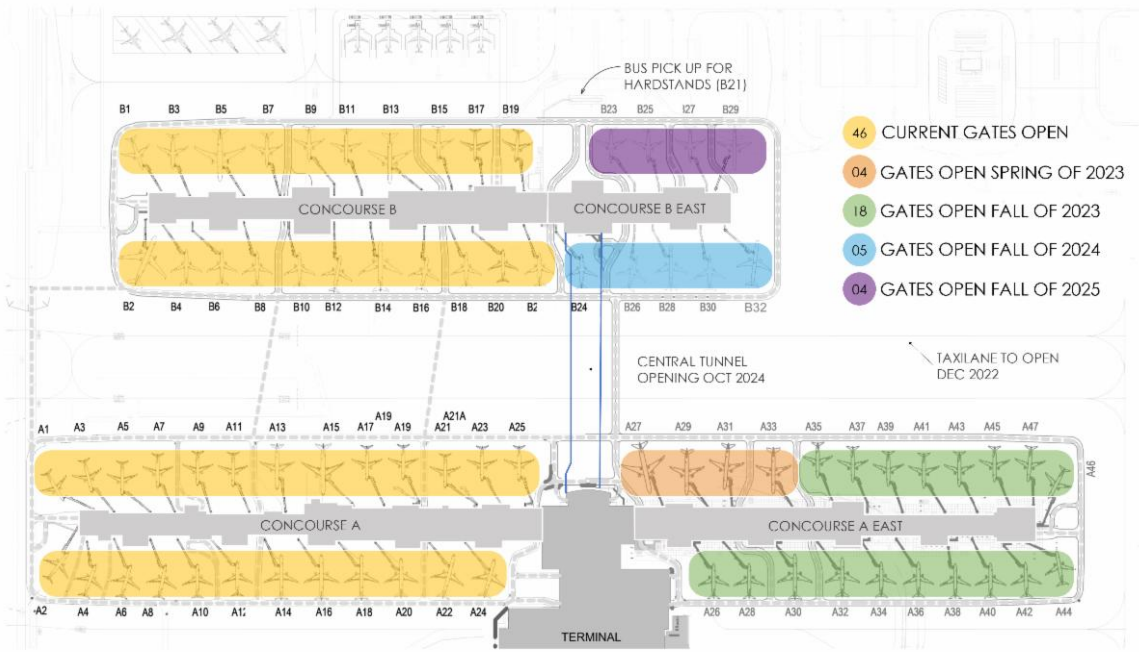 BUS PICK UP FOR
HARDSTANDS (B21)
B1 B3 B5 B7 B9 B11 B13 B15 B17 B19 B23 B25 I27 B29
CONCOURSE B
CONCOURSE B EAST
B2 B4 B6 B8 B10 B12 B14 B16 B18 B20 B2 B24 B26 B28 B30 B32
46 CURRENT GATES OPEN
04 GATES OPEN SPRING OF 2023
18 GATES OPEN FALL OF 2023
05 GATES OPEN FALL OF 2024
04 GATES OPEN FALL OF 2025
CENTRAL TUNNEL
OPENING OCT 2024
TAXILANE TO OPEN
DEC 2022
A19 A21A
A1 A3 A5 A7 A9 A11 A13 A15 A17 A19 A21 A23 A25 A27 A29 A31 A33 A35 A37 A39 A41 A43 A45 A47
A46
CONCOURSE A
CONCOURSE A EAST
A2 A4 A6 A8 A10 A12 A14 A16 A18 A20 A22 A24 A26 A28 A30 A32 A34 A36 A38 A40 A42 A44
TERMINAL